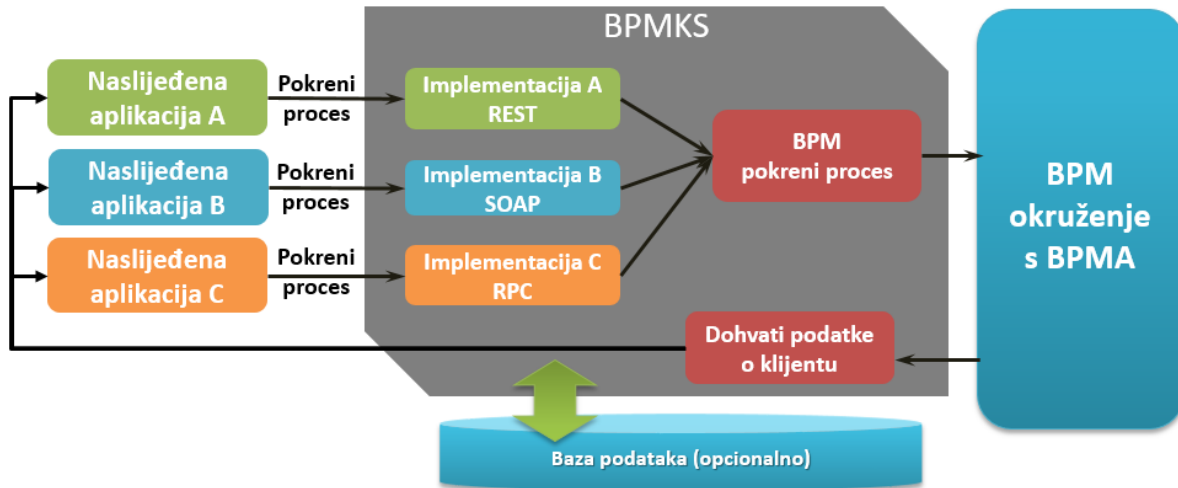 BPMKS
Naslijeđena
aplikacija A
Pokreni
proces
Implementacija A
REST
Naslijeđena
aplikacija B
Pokreni
proces
Implementacija B
SOAP
Naslijeđena
aplikacija C
Pokreni
proces
Implementacija C
RPC
BPM
pokreni proces
Dohvati podatke
o klijentu
BPM
okruženje
s BPMA
Baza podataka (opcionalno)